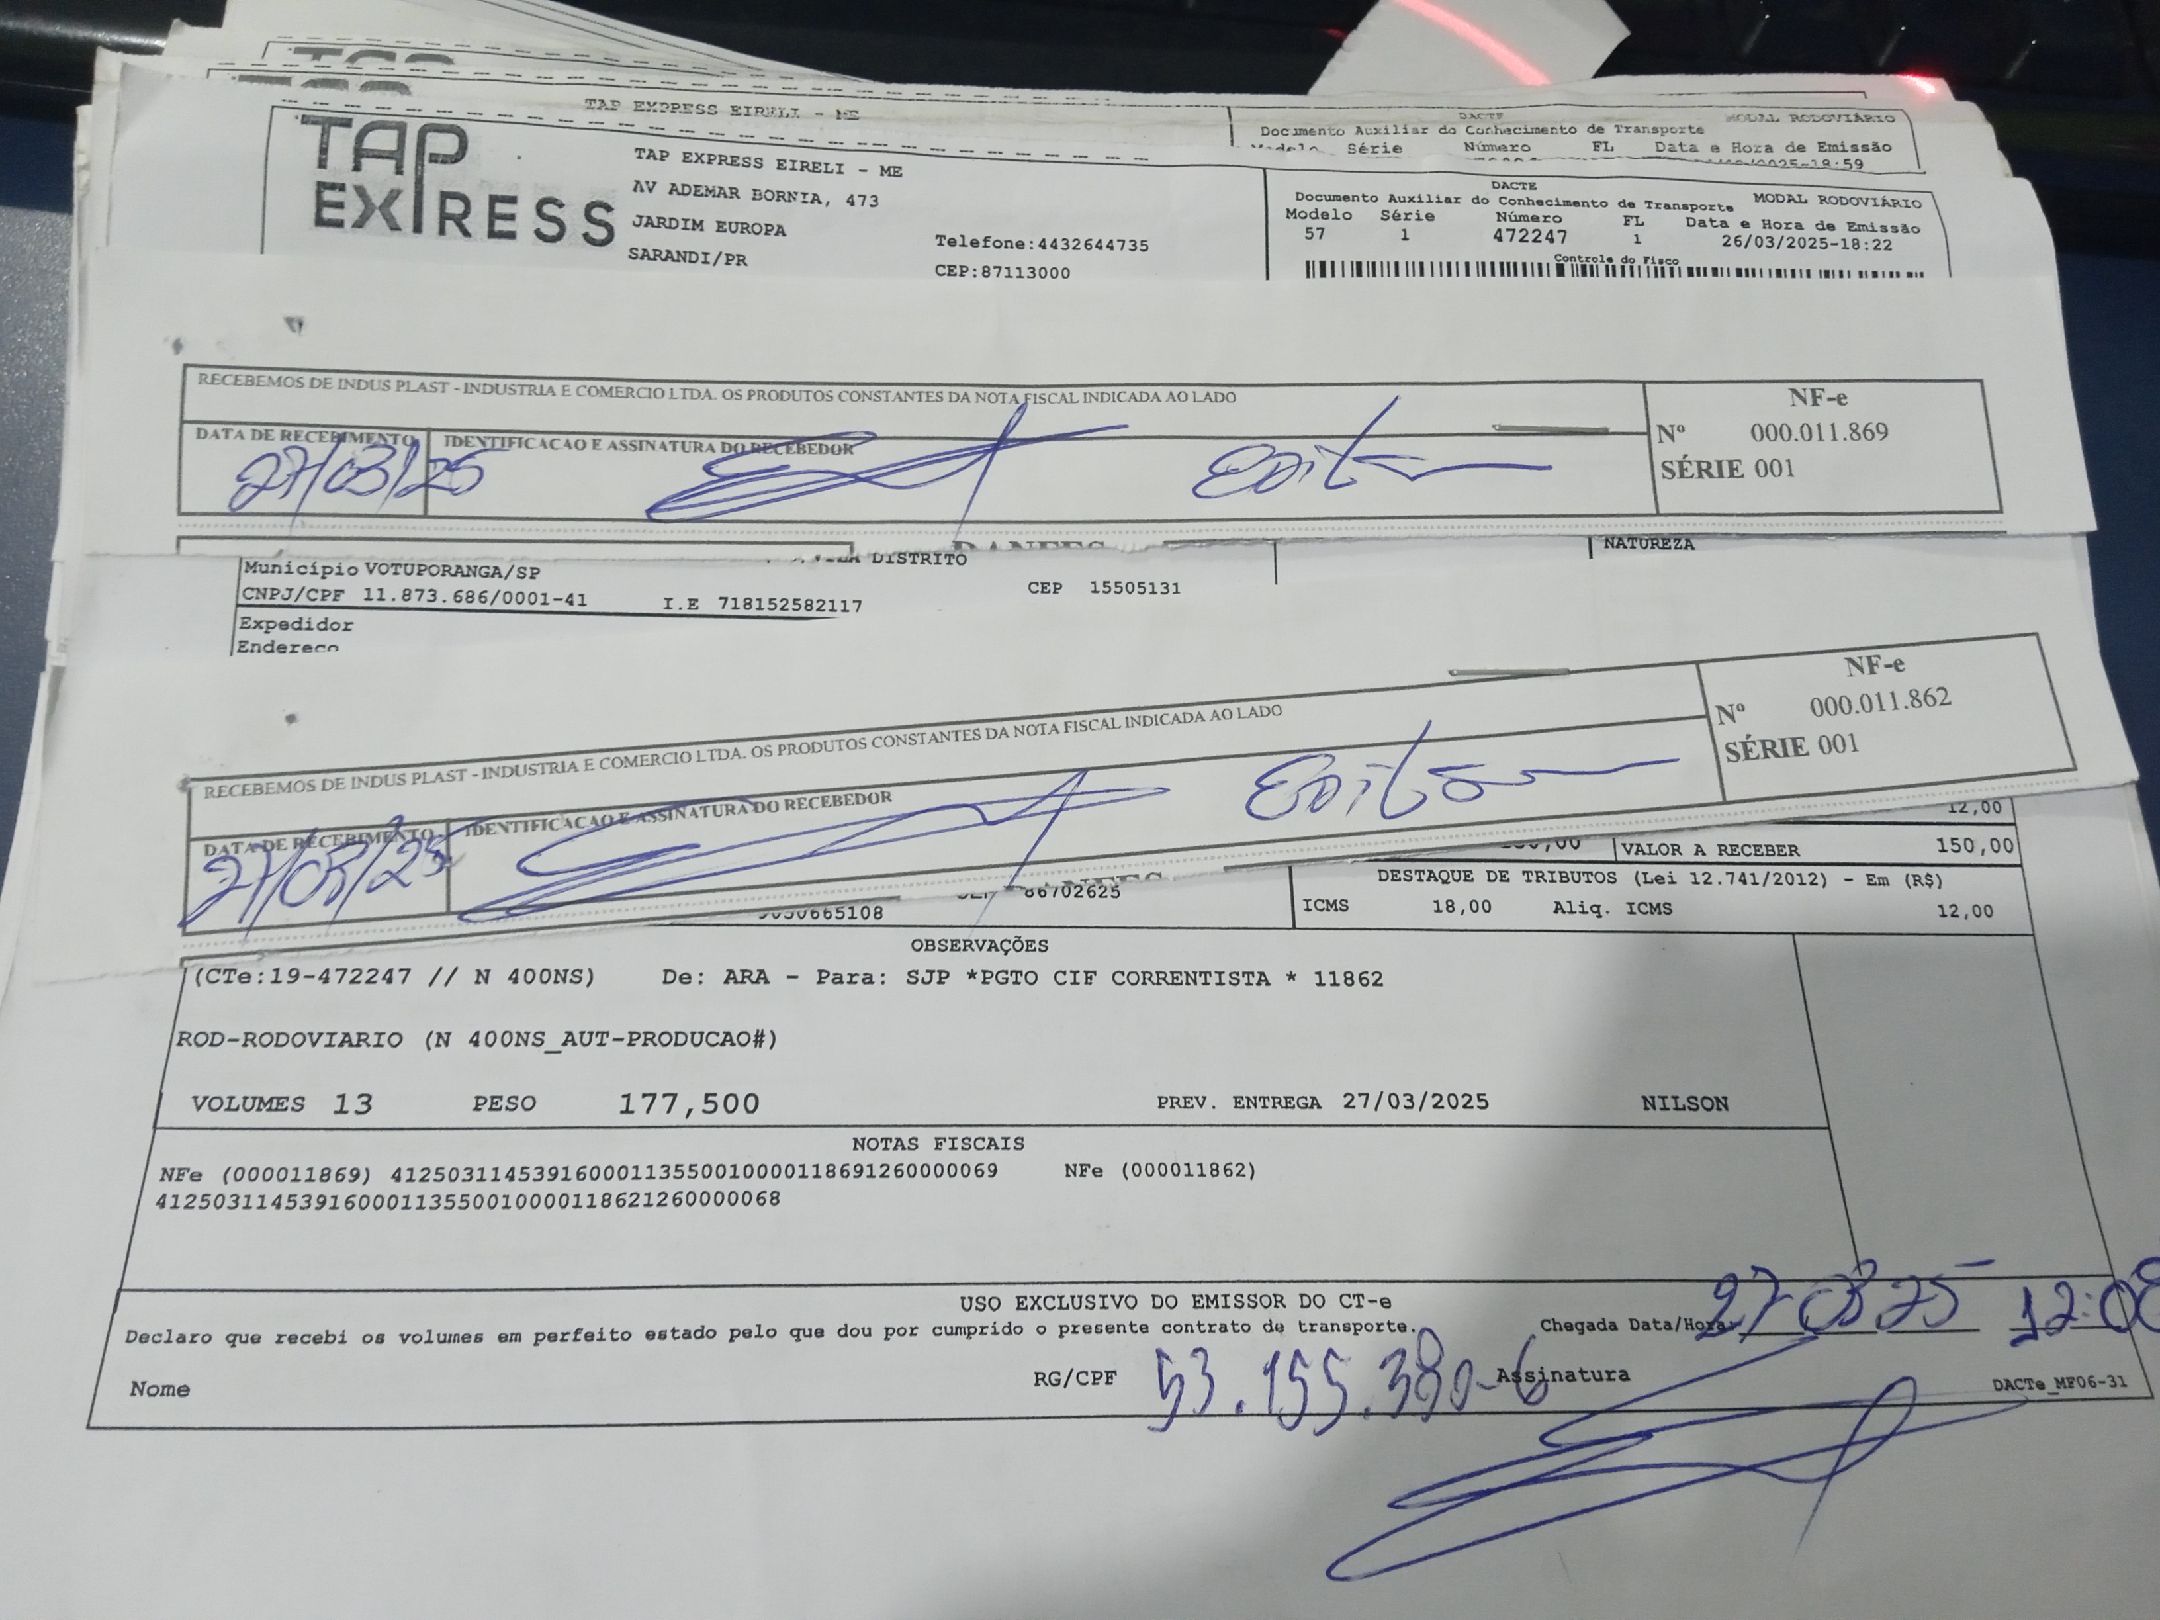 TAP EXPRESS EIRELI - ME
DACTE
MODAL RODOVIÁRIO
Documento Auxiliar do Conhecimento de Transporte
Série Número FL Data e Hora de Emissão
TAP EXPRESS
TAP EXPRESS EIRELI - ME
AV ADEMAR BORNIA, 473
JARDIM EUROPA
SARANDI/PR
Telefone:4432644735
CEP:87113000
DACTE
Documento Auxiliar do Conhecimento de Transporte
MODAL RODOVIÁRIO
Modelo Série Número FL Data e Hora de Emissão
57 1 472247 1 26/03/2025-18:22
Controle do Fisco
RECEBEMOS DE INDUS PLAST - INDUSTRIA E COMERCIO LTDA. OS PRODUTOS CONSTANTES DA NOTA FISCAL INDICADA AO LADO
DATA DE RECEBIMENTO
IDENTIFICACAO E ASSINATURA DO RECEBEDOR
27/03/25
Edilson
NF-e
Nº 000.011.869
SÉRIE 001
DISTRITO
NATUREZA
Município VOTUPORANGA/SP
CEP 15505131
CNPJ/CPF 11.873.686/0001-41 I.E 718152582117
Expedidor
Endereço
RECEBEMOS DE INDUS PLAST - INDUSTRIA E COMERCIO LTDA. OS PRODUTOS CONSTANTES DA NOTA FISCAL INDICADA AO LADO
DATA DE RECEBIMENTO
IDENTIFICACAO E ASSINATURA DO RECEBEDOR
27/03/25
Edilson
NF-e
Nº 000.011.862
SÉRIE 001
12,00
VALOR A RECEBER 150,00
DESTAQUE DE TRIBUTOS (Lei 12.741/2012) - Em (R$)
ICMS 18,00 Aliq. ICMS 12,00
OBSERVAÇÕES
(CTe:19-472247 // N 400NS) De: ARA - Para: SJP *PGTO CIF CORRENTISTA * 11862
ROD-RODOVIARIO (N 400NS_AUT-PRODUCAO#)
VOLUMES 13 PESO 177,500 PREV. ENTREGA 27/03/2025 NILSON
NOTAS FISCAIS
NFe (000011869) 41250311453916000113550010000118691260000069 NFe (000011862)
41250311453916000113550010000118621260000068
USO EXCLUSIVO DO EMISSOR DO CT-e
Declaro que recebi os volumes em perfeito estado pelo que dou por cumprido o presente contrato de transporte.
Chegada Data/Hora: 27 03 25 12:08
Nome
RG/CPF 53.155.380-6
Assinatura
DACTe_MF06-31